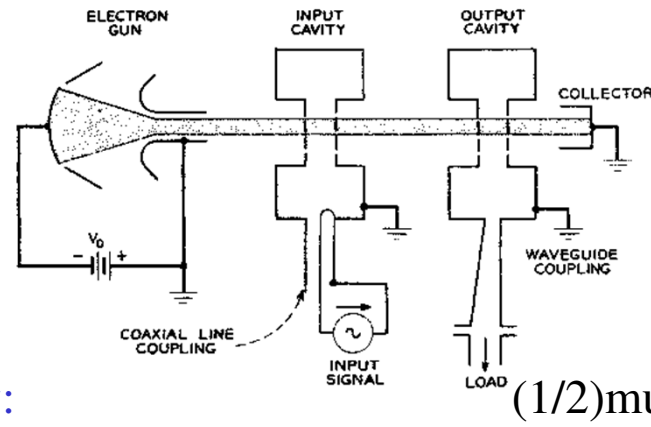 ELECTRON
GUN
INPUT
CAVITY
OUTPUT
CAVITY
COLLECTOR
V0
- +
WAVEGUIDE
COUPLING
COAXIAL LINE
COUPLING
INPUT
SIGNAL
LOAD
: (1/2)mu